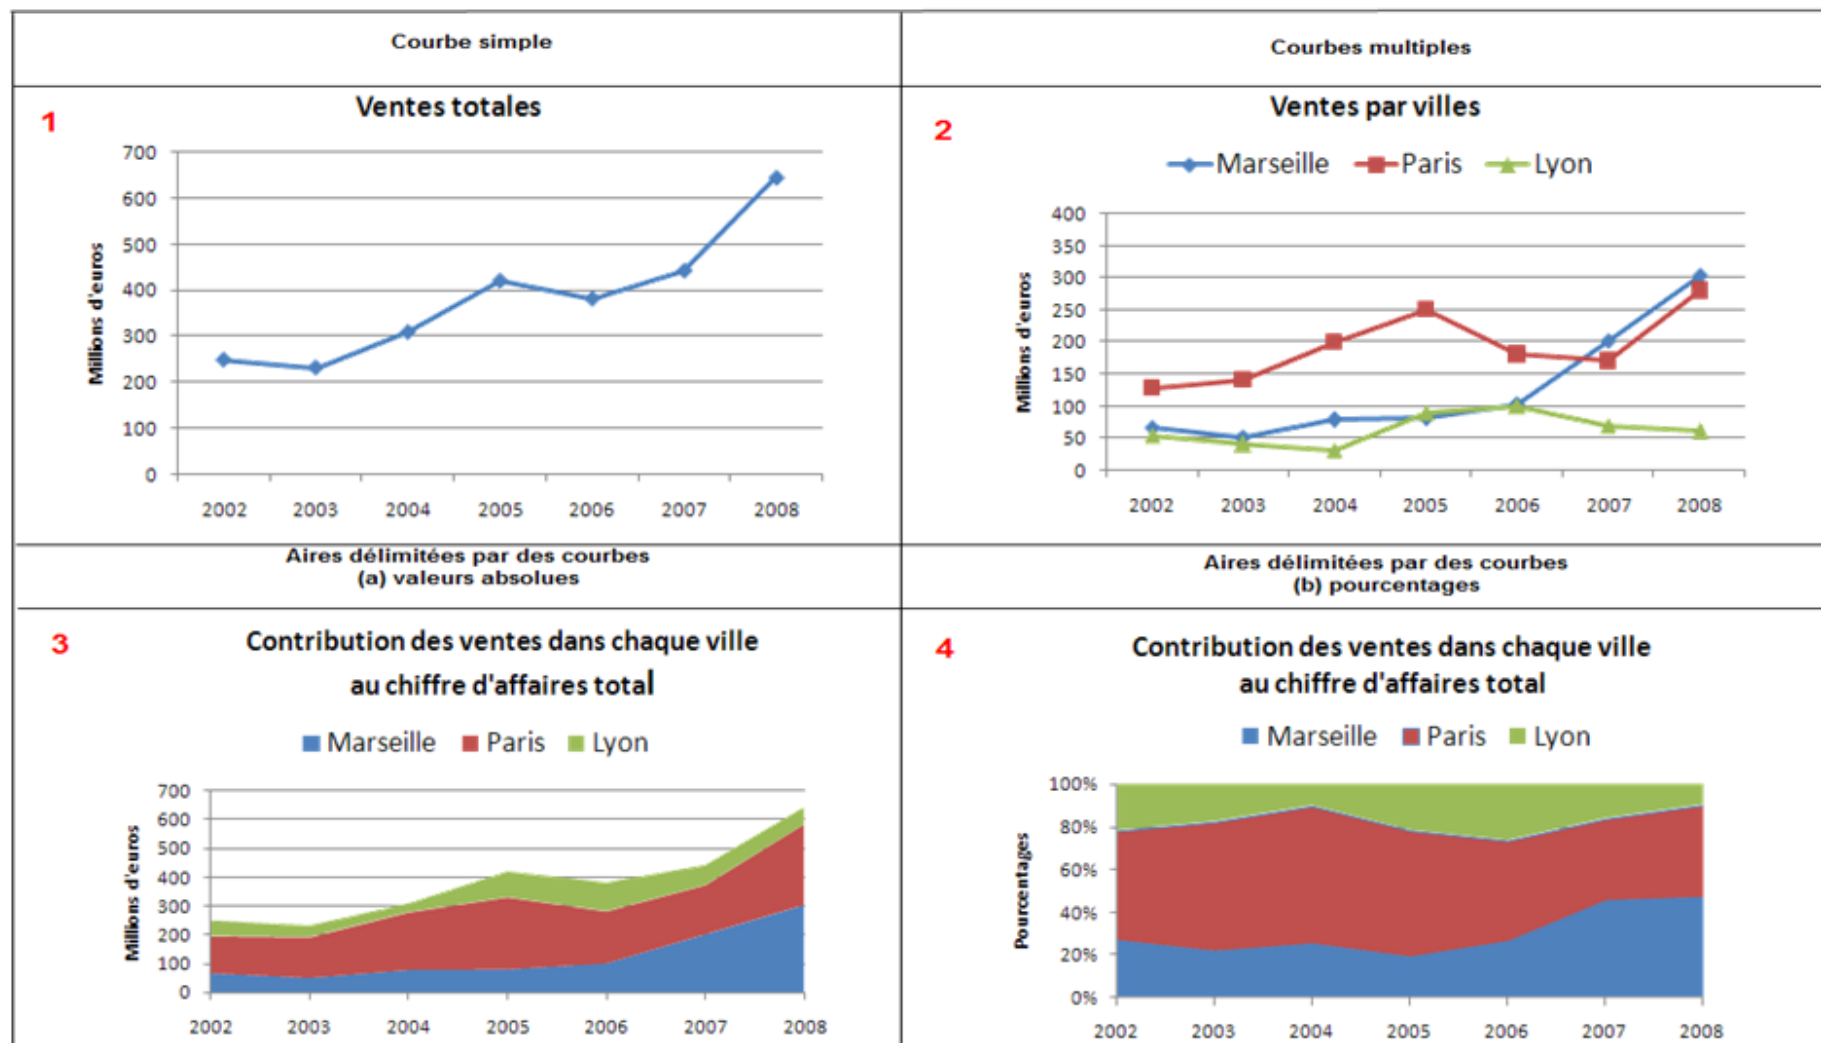 Courbe simple
Courbes multiples
1
Ventes totales
700
600
500
400
300
200
100
0
Millions d'euros
2002 2003 2004 2005 2006 2007 2008
2
Ventes par villes
Marseille Paris Lyon
400
350
300
250
200
150
100
50
0
Millions d'euros
2002 2003 2004 2005 2006 2007 2008
Aires délimitées par des courbes
(a) valeurs absolues
Aires délimitées par des courbes
(b) pourcentages
3
Contribution des ventes dans chaque ville
au chiffre d'affaires total
Marseille Paris Lyon
700
600
500
400
300
200
100
0
Millions d'euros
2002 2003 2004 2005 2006 2007 2008
4
Contribution des ventes dans chaque ville
au chiffre d'affaires total
Marseille Paris Lyon
100%
80%
60%
40%
20%
0%
Pourcentages
2002 2003 2004 2005 2006 2007 2008